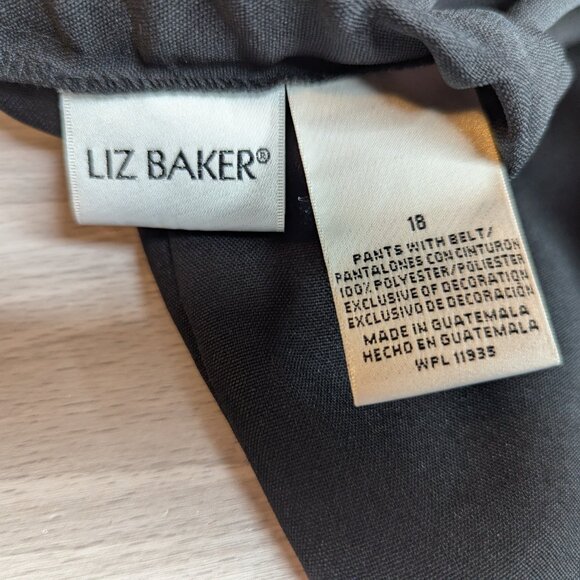 LIZ BAKER®
18
PANTS WITH BELT/
PANTALONES CON CINTURON
100% POLYESTER/POLIESTER
EXCLUSIVE OF DECORATION
EXCLUSIVO DE DECORACIÓN
MADE IN GUATEMALA
HECHO EN GUATEMALA
WPL 11935